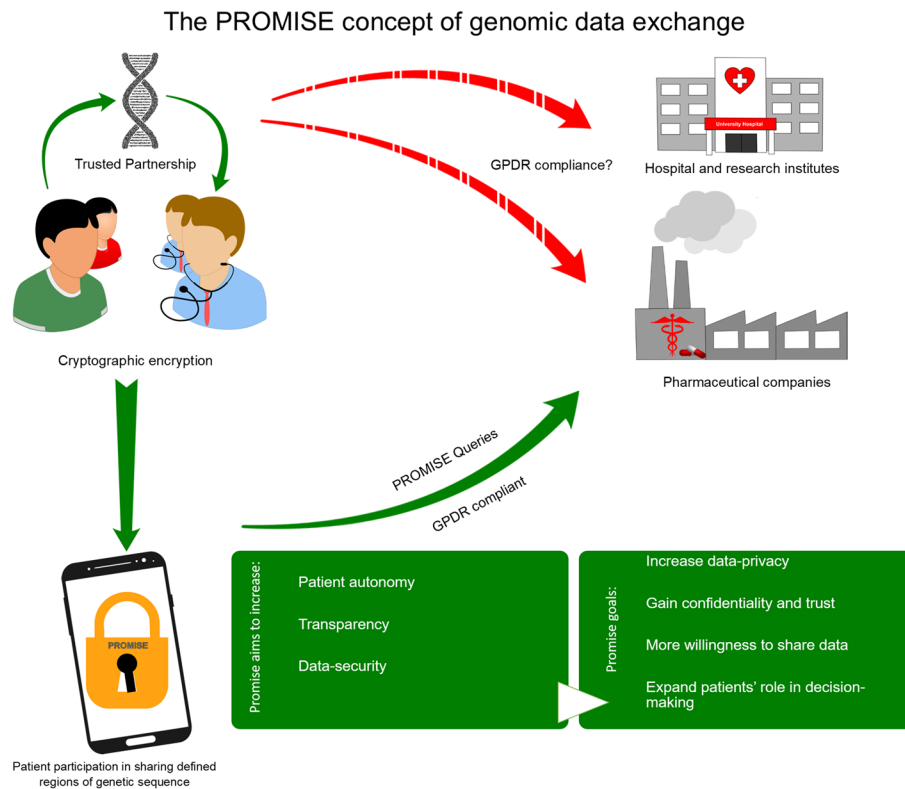 The PROMISE concept of genomic data exchange
Trusted Partnership
GPDR compliance?
University Hospital
Hospital and research institutes
Cryptographic encryption
Pharmaceutical companies
PROMISE Queries
GPDR compliant
PROMISE
Patient participation in sharing defined
regions of genetic sequence
Promise aims to increase:
Patient autonomy
Transparency
Data-security
Promise goals:
Increase data-privacy
Gain confidentiality and trust
More willingness to share data
Expand patients' role in decision-
making